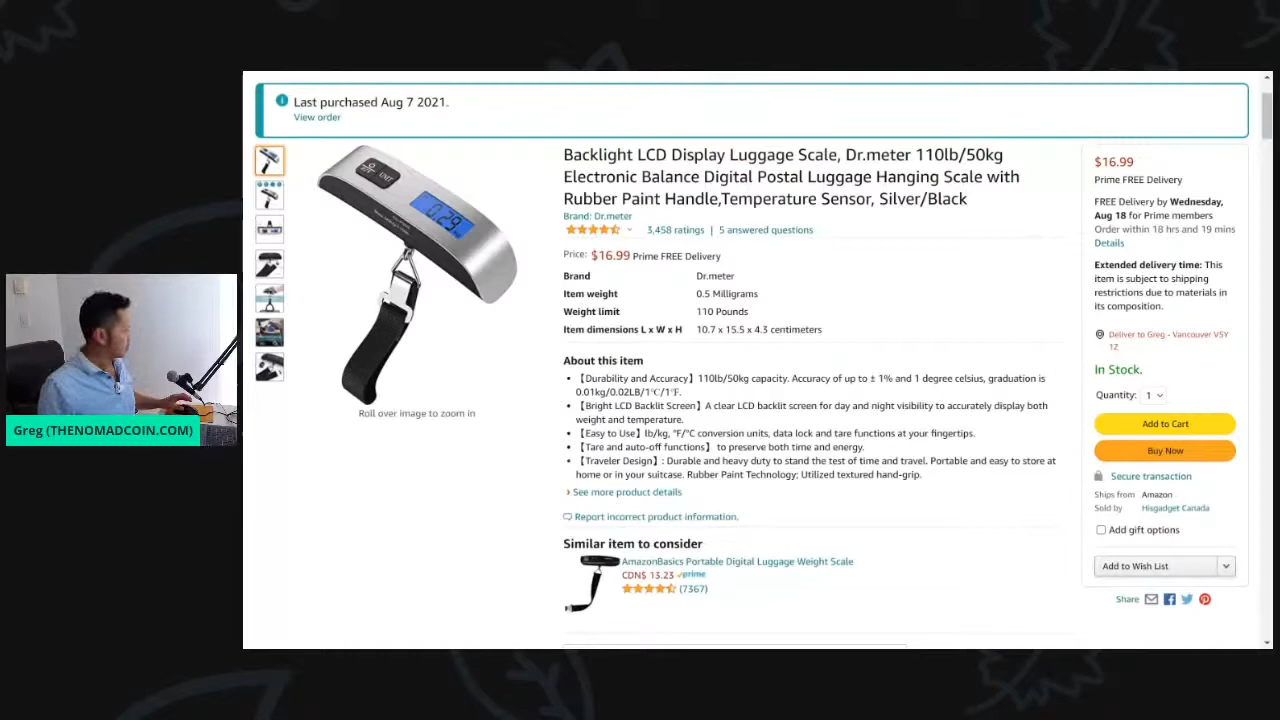 Last purchased Aug 7 2021.
View order
Backlight LCD Display Luggage Scale, Dr.meter 110lb/50kg
Electronic Balance Digital Postal Luggage Hanging Scale with
Rubber Paint Handle,Temperature Sensor, Silver/Black
Brand: Dr.meter
3,458 ratings | 5 answered questions
Price: $16.99 Prime FREE Delivery
Brand Dr.meter
Item weight 0.5 Milligrams
Weight limit 110 Pounds
Item dimensions L x W x H 10.7 x 15.5 x 4.3 centimeters
About this item
• 【Durability and Accuracy】110lb/50kg capacity. Accuracy of up to ± 1% and 1 degree celsius, graduation is
0.01kg/0.02LB/1℃/1℉.
• 【Bright LCD Backlit Screen】A clear LCD backlit screen for day and night visibility to accurately display both
weight and temperature.
• 【Easy to Use】lb/kg, °F/°C conversion units, data lock and tare functions at your fingertips.
• 【Tare and auto-off functions】 to preserve both time and energy.
• 【Traveler Design】: Durable and heavy duty to stand the test of time and travel. Portable and easy to store at
home or in your suitcase. Rubber Paint Technology; Utilized textured hand-grip.
› See more product details
Report incorrect product information.
Similar item to consider
AmazonBasics Portable Digital Luggage Weight Scale
CDN$ 13.23 prime
(7367)
UNIT
0.29
Roll over image to zoom in
$16.99
Prime FREE Delivery
FREE Delivery by Wednesday,
Aug 18 for Prime members
Order within 18 hrs and 19 mins
Details
Extended delivery time: This
item is subject to shipping
restrictions due to materials in
its composition.
Deliver to Greg - Vancouver V5Y
1Z
In Stock.
Quantity: 1
Add to Cart
Buy Now
Secure transaction
Ships from Amazon
Sold by Hisgadget Canada
Add gift options
Add to Wish List
Share
Greg (THENOMADCOIN.COM)